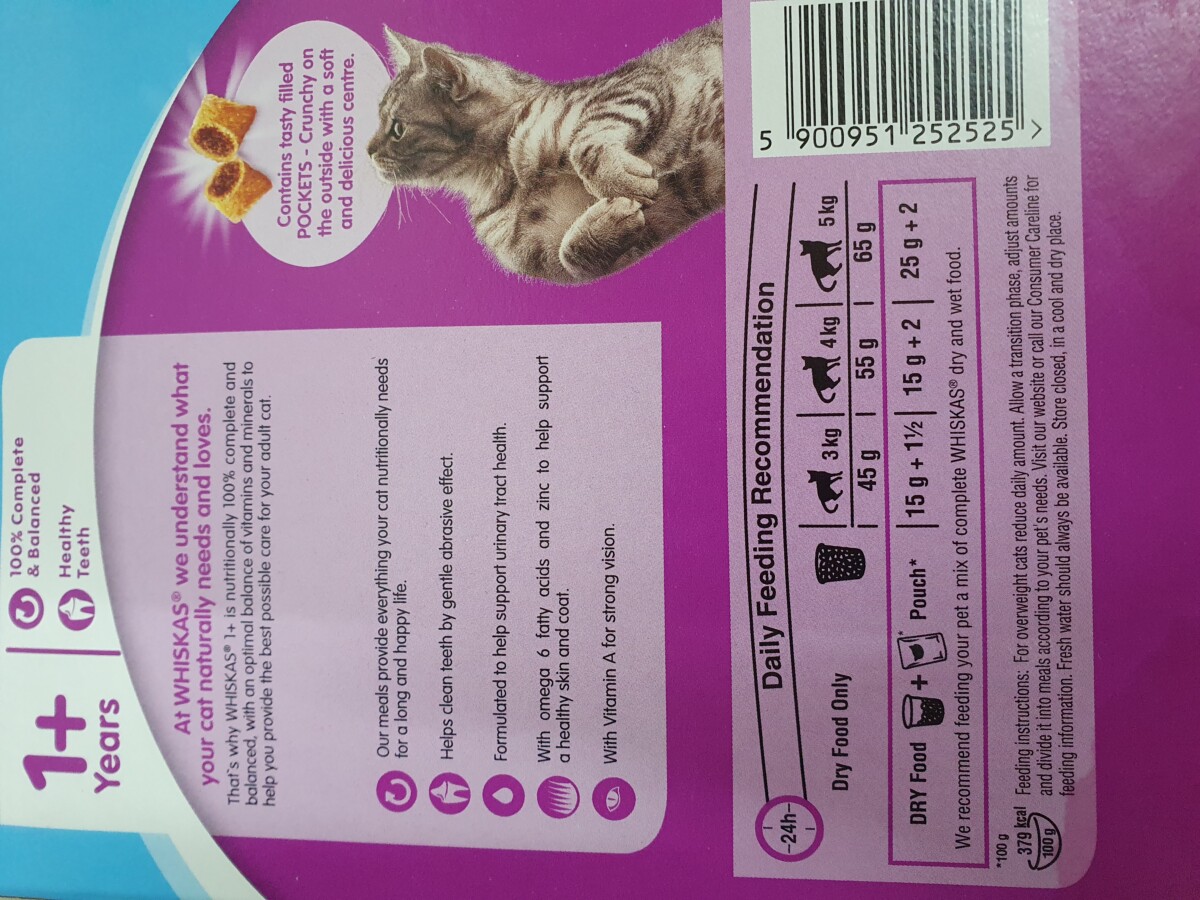 1+
Years
100% Complete
& Balanced
Healthy
Teeth
At WHISKAS® we understand what
your cat naturally needs and loves.
That's why WHISKAS® 1+ is nutritionally 100% complete and
balanced, with an optimal balance of vitamins and minerals to
help you provide the best possible care for your adult cat.
Our meals provide everything your cat nutritionally needs
for a long and happy life.
Helps clean teeth by gentle abrasive effect.
Formulated to help support urinary tract health.
With omega 6 fatty acids and zinc to help support
a healthy skin and coat.
With Vitamin A for strong vision.
Contains tasty filled
POCKETS - Crunchy on
the outside with a soft
and delicious centre.
24h
Daily Feeding Recommendation
3 kg 4 kg 5 kg
Dry Food Only 45 g 55 g 65 g
DRY Food + Pouch* 15 g + 1½ 15 g + 2 25 g + 2
We recommend feeding your pet a mix of complete WHISKAS® dry and wet food.
*100 g
379 kcal
100 g
Feeding instructions: For overweight cats reduce daily amount. Allow a transition phase, adjust amounts
and divide it into meals according to your pet's needs. Visit our website or call our Consumer Careline for
feeding information. Fresh water should always be available. Store closed, in a cool and dry place.
5 900951 252525 >